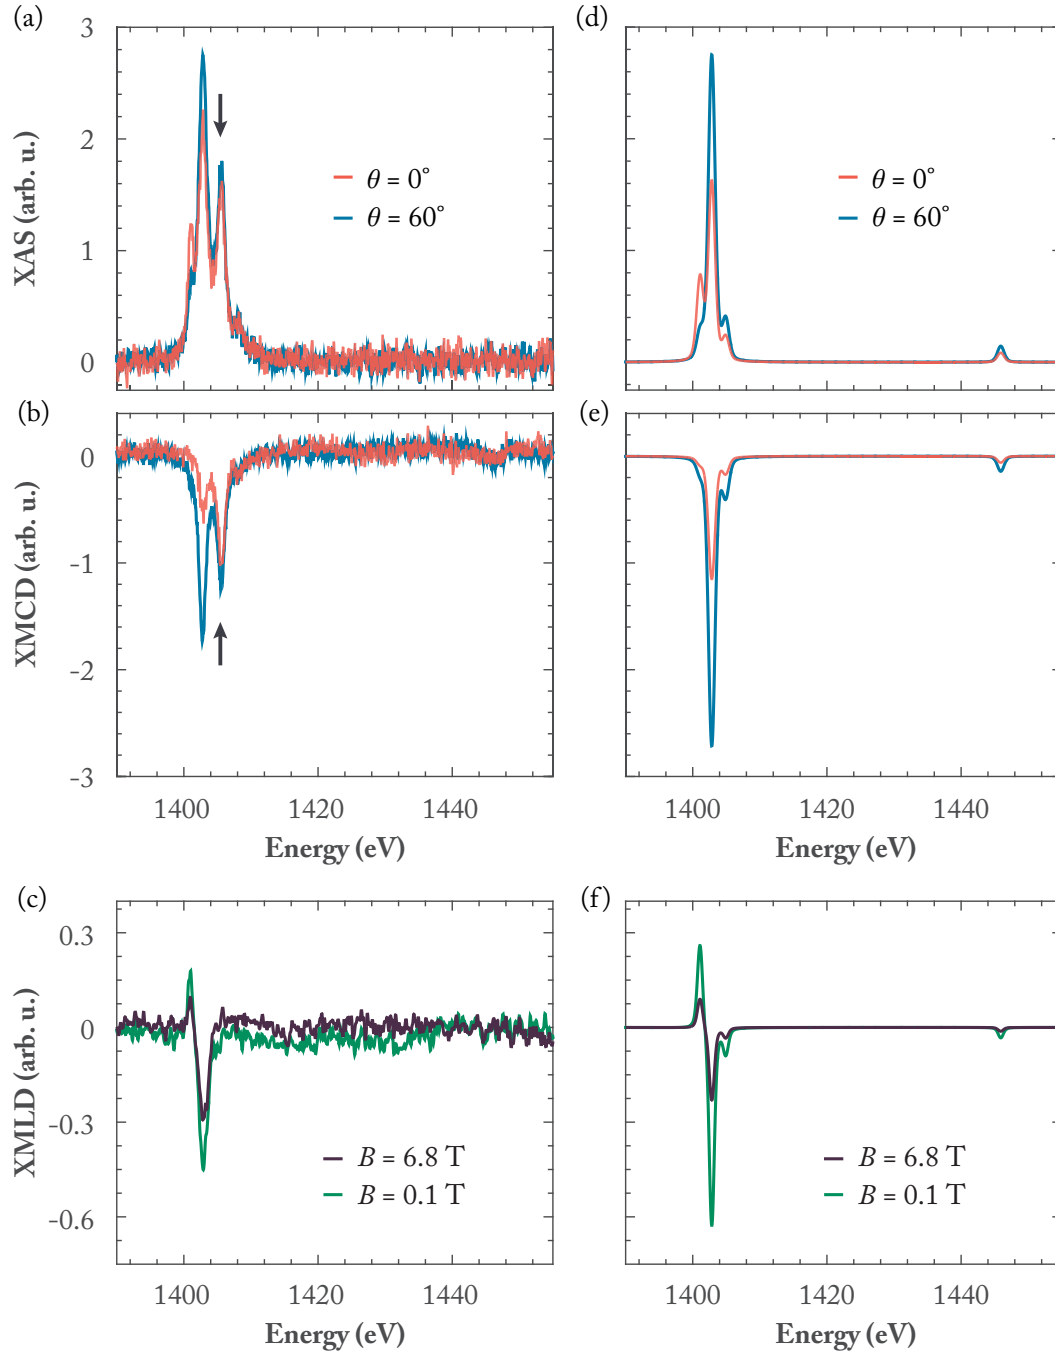 (a)
3
2
1
0
XAS (arb. u.)
θ = 0°
θ = 60°
(d)
θ = 0°
θ = 60°
(b)
0
-1
-2
-3
XMCD (arb. u.)
1400 1420 1440
Energy (eV)
(e)
1400 1420 1440
Energy (eV)
(c)
0.3
0
-0.3
-0.6
XMLD (arb. u.)
B = 6.8 T
B = 0.1 T
1400 1420 1440
Energy (eV)
(f)
B = 6.8 T
B = 0.1 T
1400 1420 1440
Energy (eV)